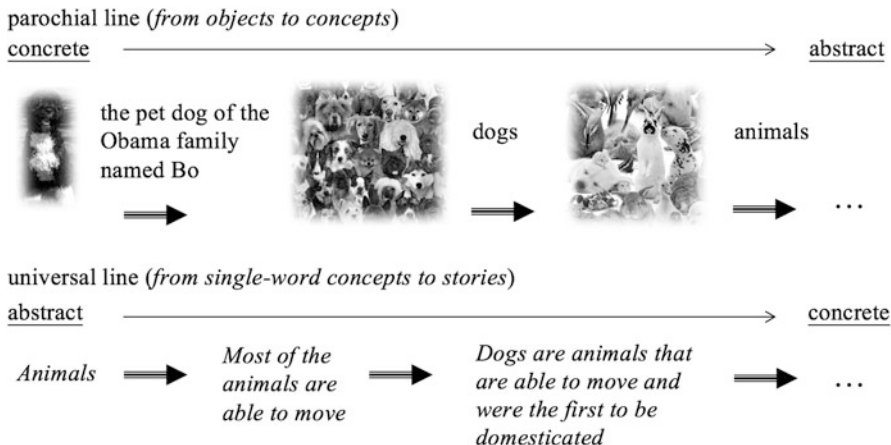 parochial line (from objects to concepts)
concrete abstract
the pet dog of the
Obama family
named Bo
dogs
animals
...
universal line (from single-word concepts to stories)
abstract concrete
Animals
Most of the
animals are
able to move
Dogs are animals that
are able to move and
were the first to be
domesticated
...